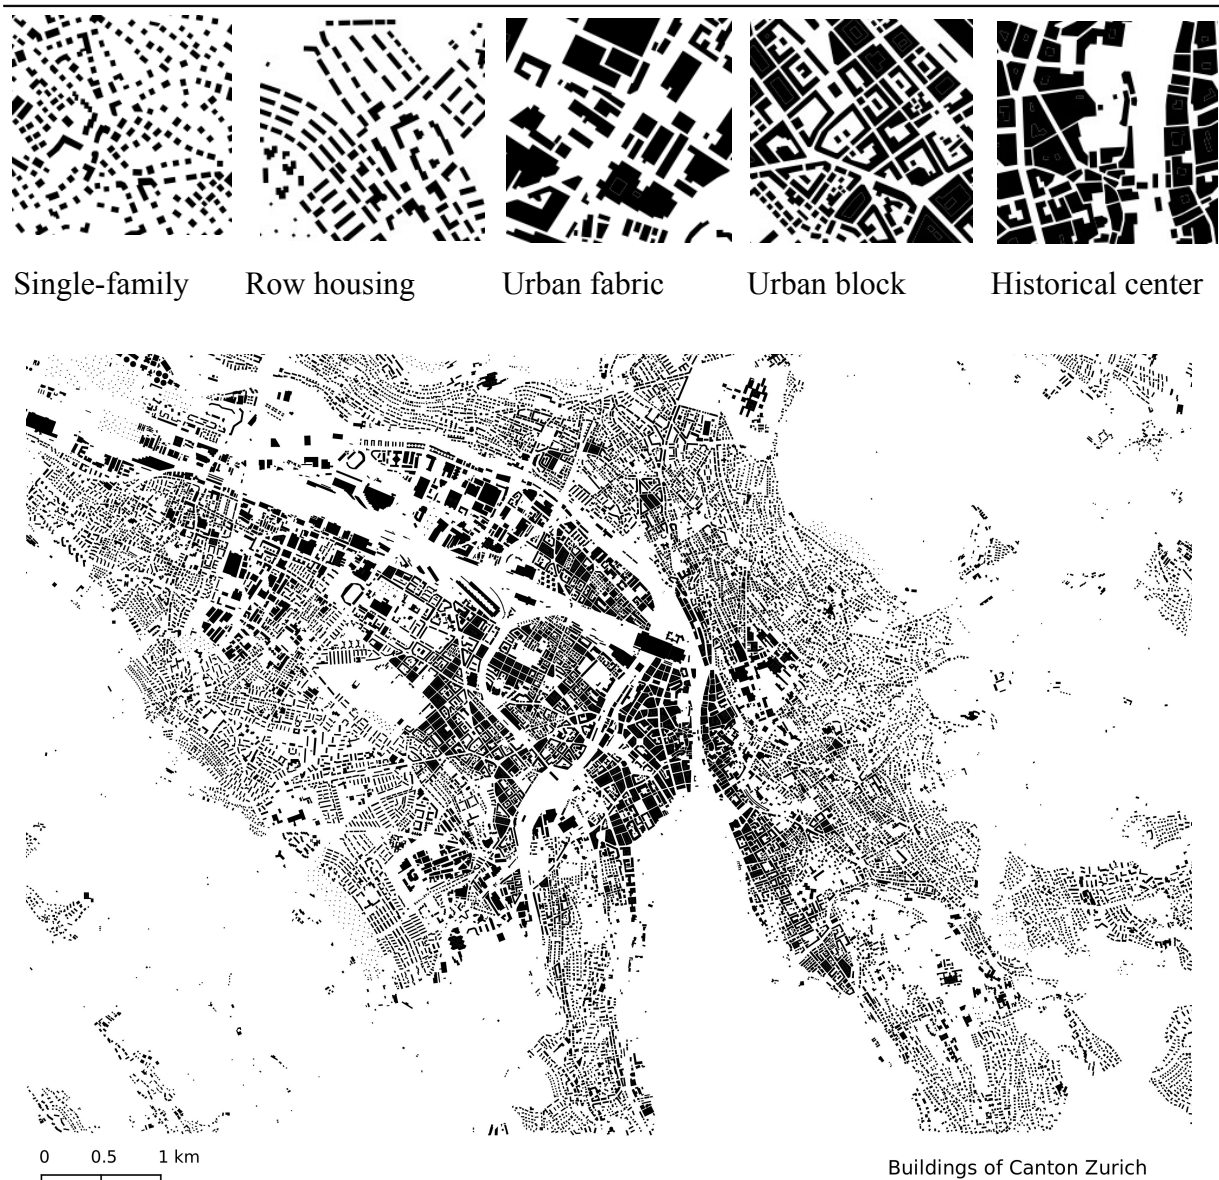 Single-family Row housing Urban fabric Urban block Historical center
0 0.5 1 km
Buildings of Canton Zurich